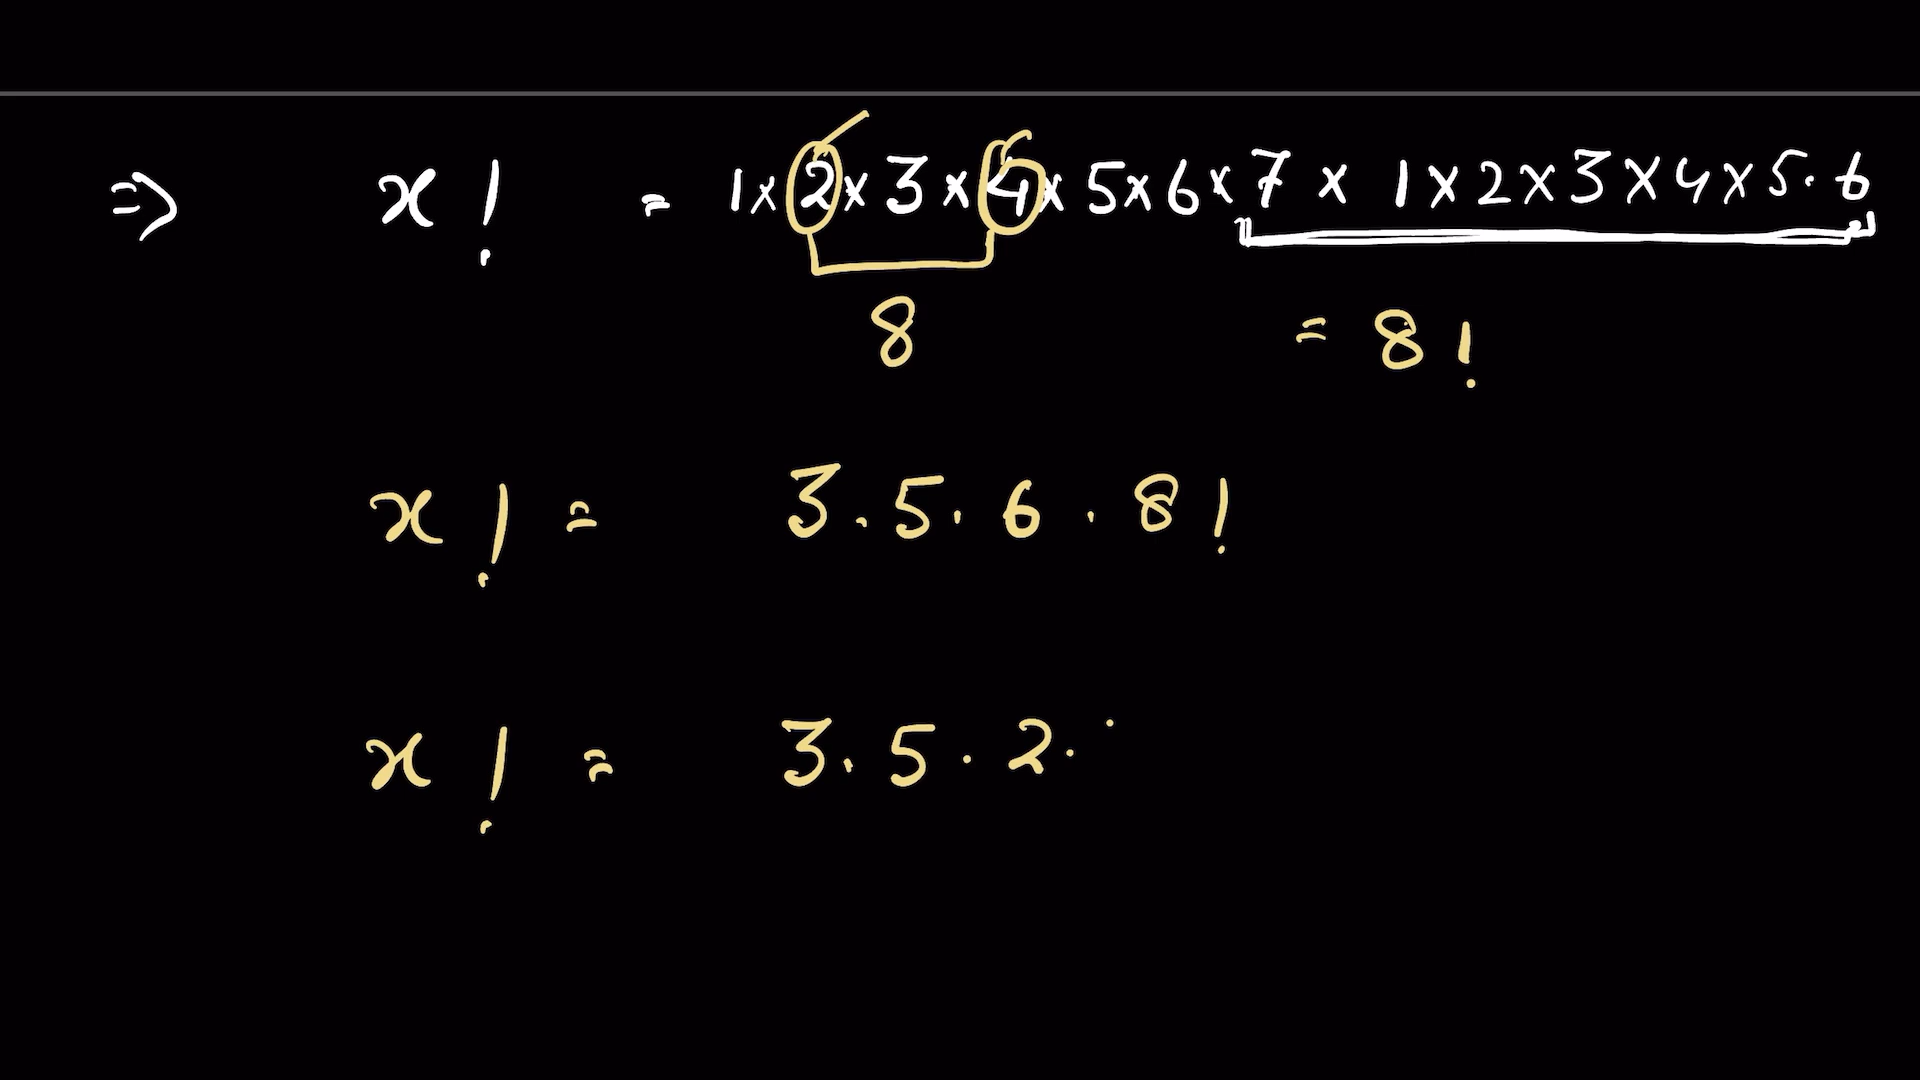 ⇒ x! = 1 × 2 × 3 × 4 × 5 × 6 × 7 × 1 × 2 × 3 × 4 × 5 · 6
8 = 8!
x! = 3 . 5 . 6 . 8!
x! = 3 . 5 . 2 .